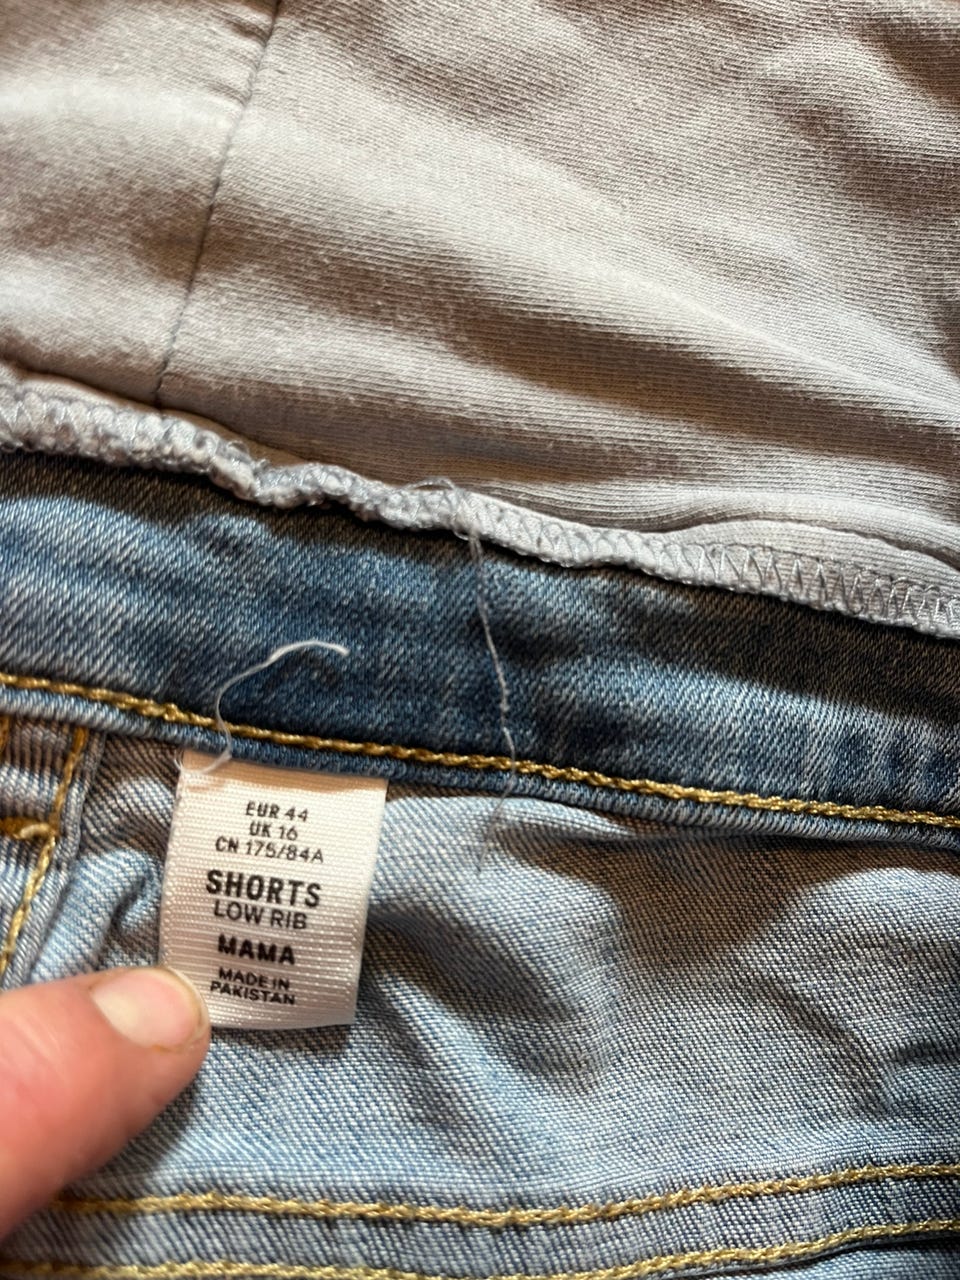 EUR 44
UK 16
CN 175/84A
SHORTS
LOW RIB
MAMA
MADE IN
PAKISTAN